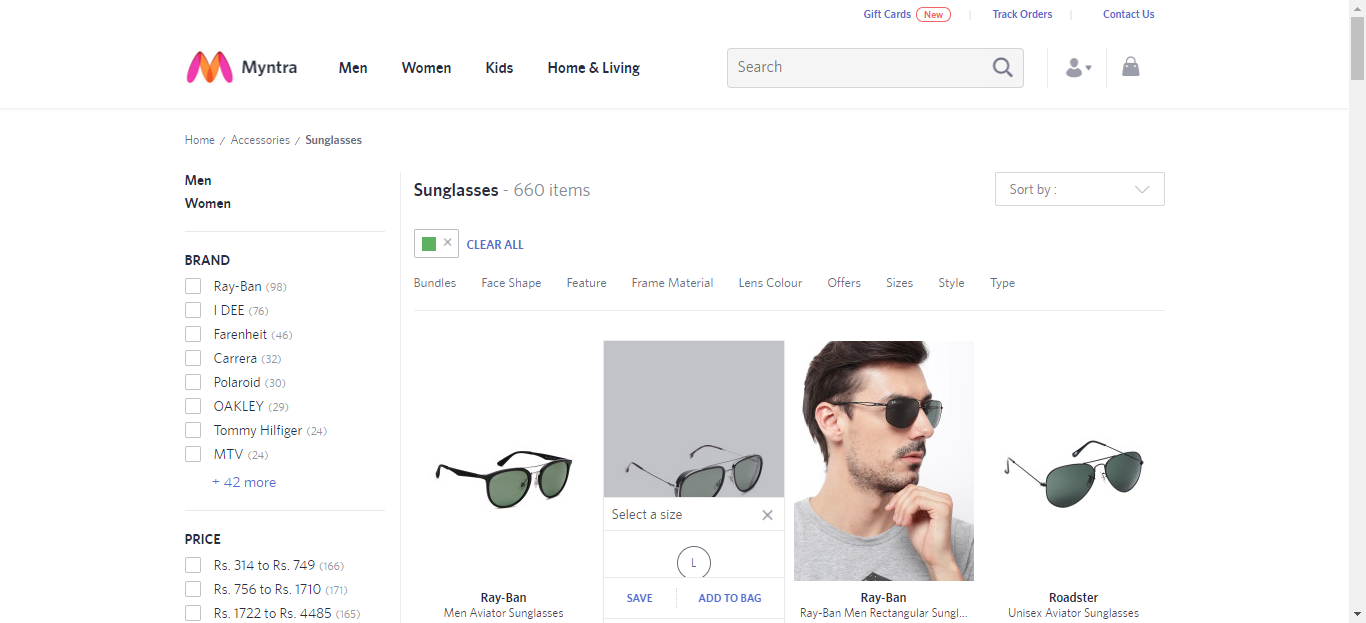 Gift Cards New Track Orders Contact Us
Myntra Men Women Kids Home & Living Search
Home / Accessories / Sunglasses
Men
Women
Sunglasses - 660 items
Sort by :
CLEAR ALL
Bundles Face Shape Feature Frame Material Lens Colour Offers Sizes Style Type
BRAND
Ray-Ban (98)
I DEE (76)
Farenheit (46)
Carrera (32)
Polaroid (30)
OAKLEY (29)
Tommy Hilfiger (24)
MTV (24)
+ 42 more
PRICE
Rs. 314 to Rs. 749 (166)
Rs. 756 to Rs. 1710 (171)
Rs. 1722 to Rs. 4485 (165)
Ray-Ban
Men Aviator Sunglasses
Select a size
L
SAVE ADD TO BAG
Ray-Ban
Ray-Ban Men Rectangular Sungl...
Roadster
Unisex Aviator Sunglasses